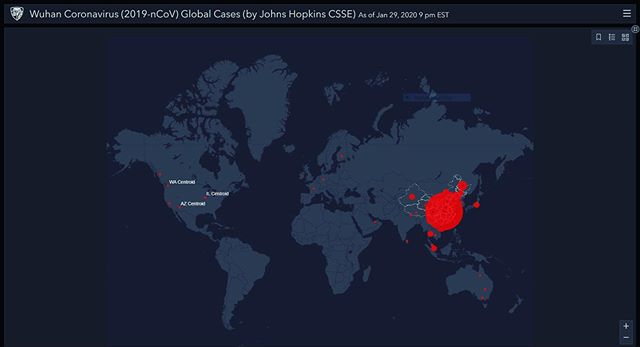 Wuhan Coronavirus (2019-nCoV) Global Cases (by Johns Hopkins CSSE) As of Jan 29, 2020 9 pm EST
WA Centroid
IL Centroid
AZ Centroid